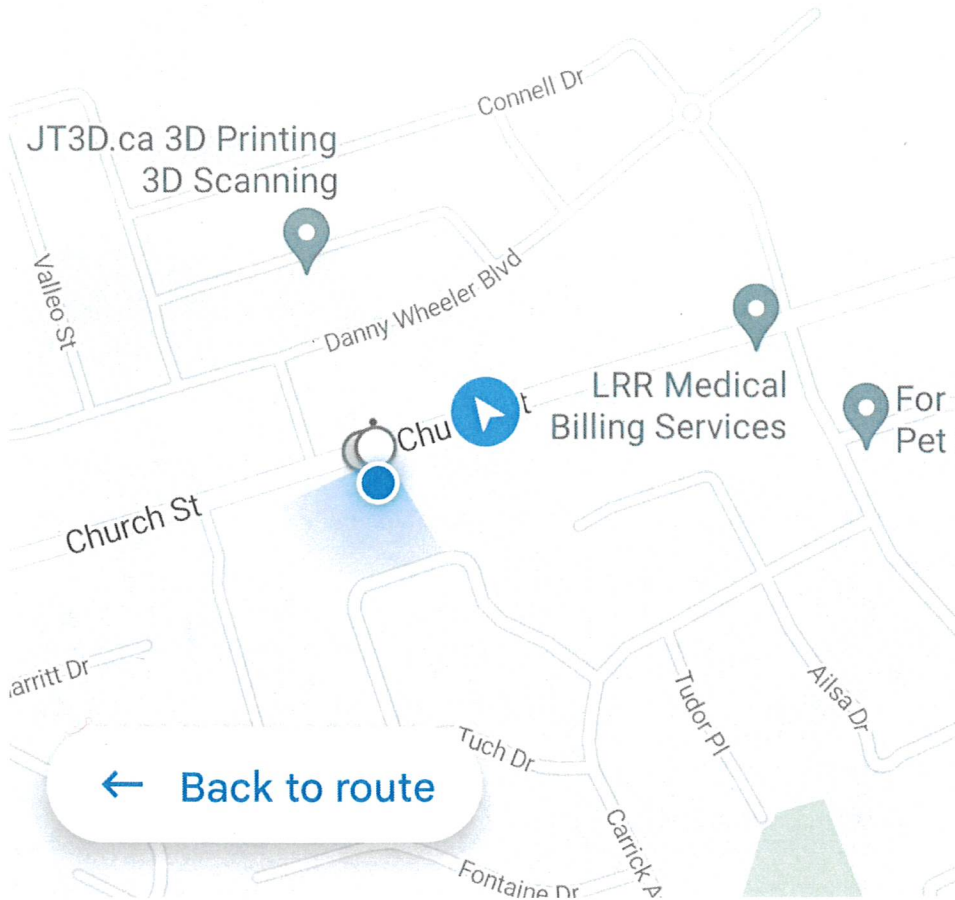 Connell Dr
JT3D.ca 3D Printing
3D Scanning
Valleo St
Danny Wheeler Blvd
LRR Medical
Billing Services
For
Pet
Church St
Tudor Pl
Ailsa Dr
Tuch Dr
← Back to route
Fontaine Dr